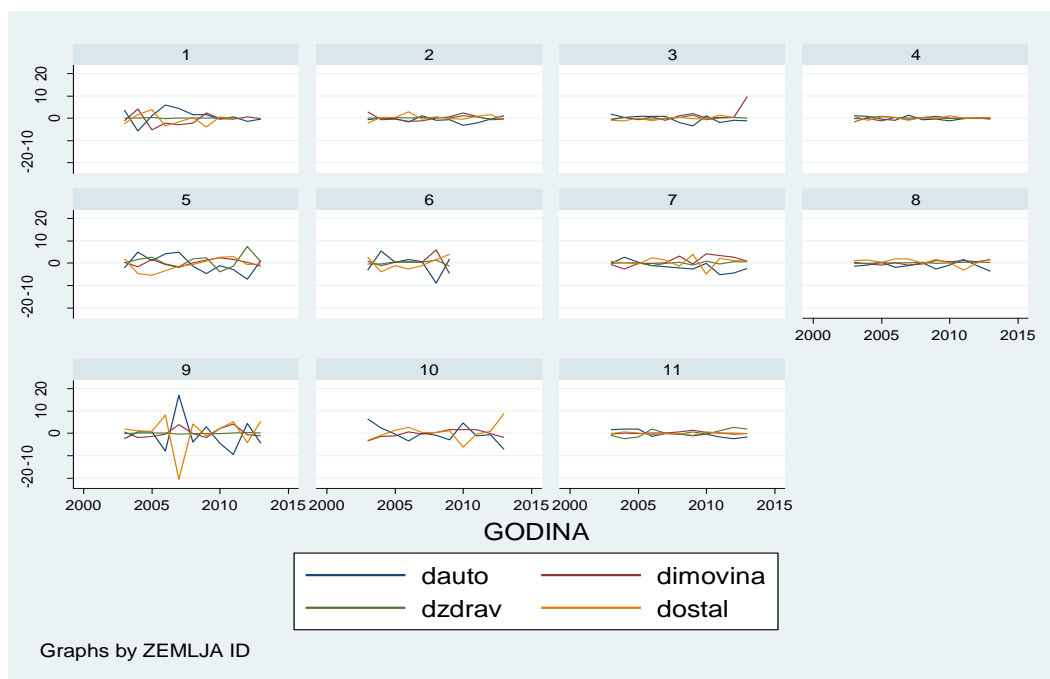 1 2 3 4
-20 -10 0 10 20
5 6 7 8
-20 -10 0 10 20
2000 2005 2010 2015
9 10 11
-20 -10 0 10 20
2000 2005 2010 2015 2000 2005 2010 2015 2000 2005 2010 2015
GODINA
dauto dimovina
dzdrav dostal
Graphs by ZEMLJA ID